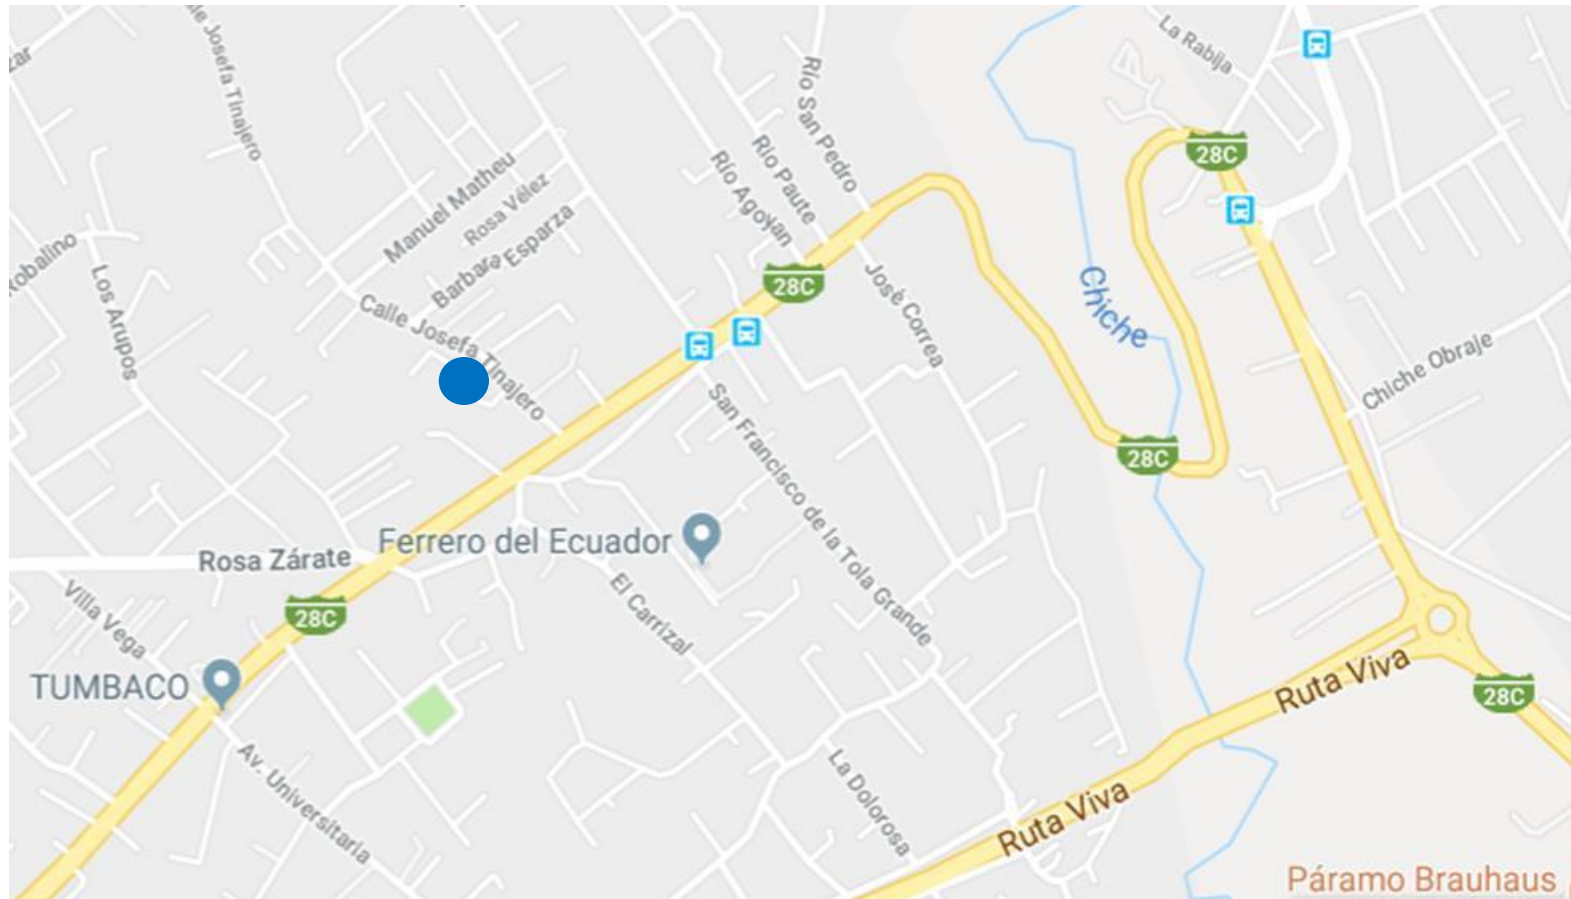 La Rabija
lle Josefa Tinajero
zar
Río San Pedro
28C
Manuel Matheu
Río Paute
Río Agoyan
Rosa Vélez
Barbara Esparza
Robalino
Los Arupos
28C
José Correa
Chiche
Calle Josefa Tinajero
Chiche Obraje
San Francisco de la Tola Grande
28C
Rosa Zárate
Ferrero del Ecuador
El Carrizal
Villa Vega
28C
TUMBACO
Ruta Viva
28C
Av. Universitaria
La Dolorosa
Ruta Viva
Páramo Brauhaus